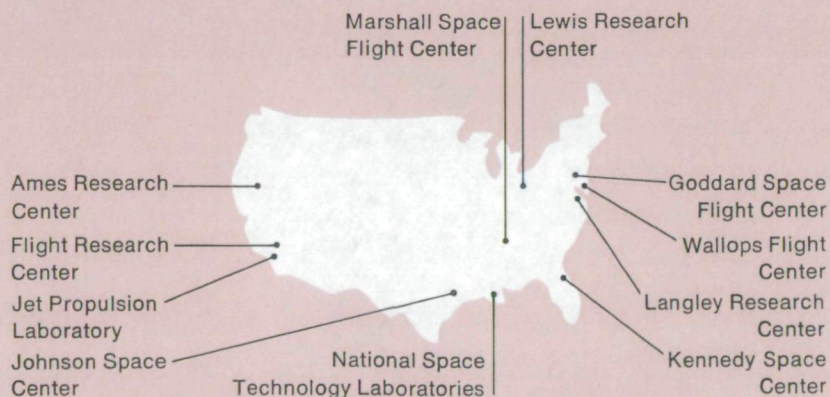 Marshall Space
Flight Center
Lewis Research
Center
Ames Research
Center
Flight Research
Center
Jet Propulsion
Laboratory
Johnson Space
Center
National Space
Technology Laboratories
Goddard Space
Flight Center
Wallops Flight
Center
Langley Research
Center
Kennedy Space
Center